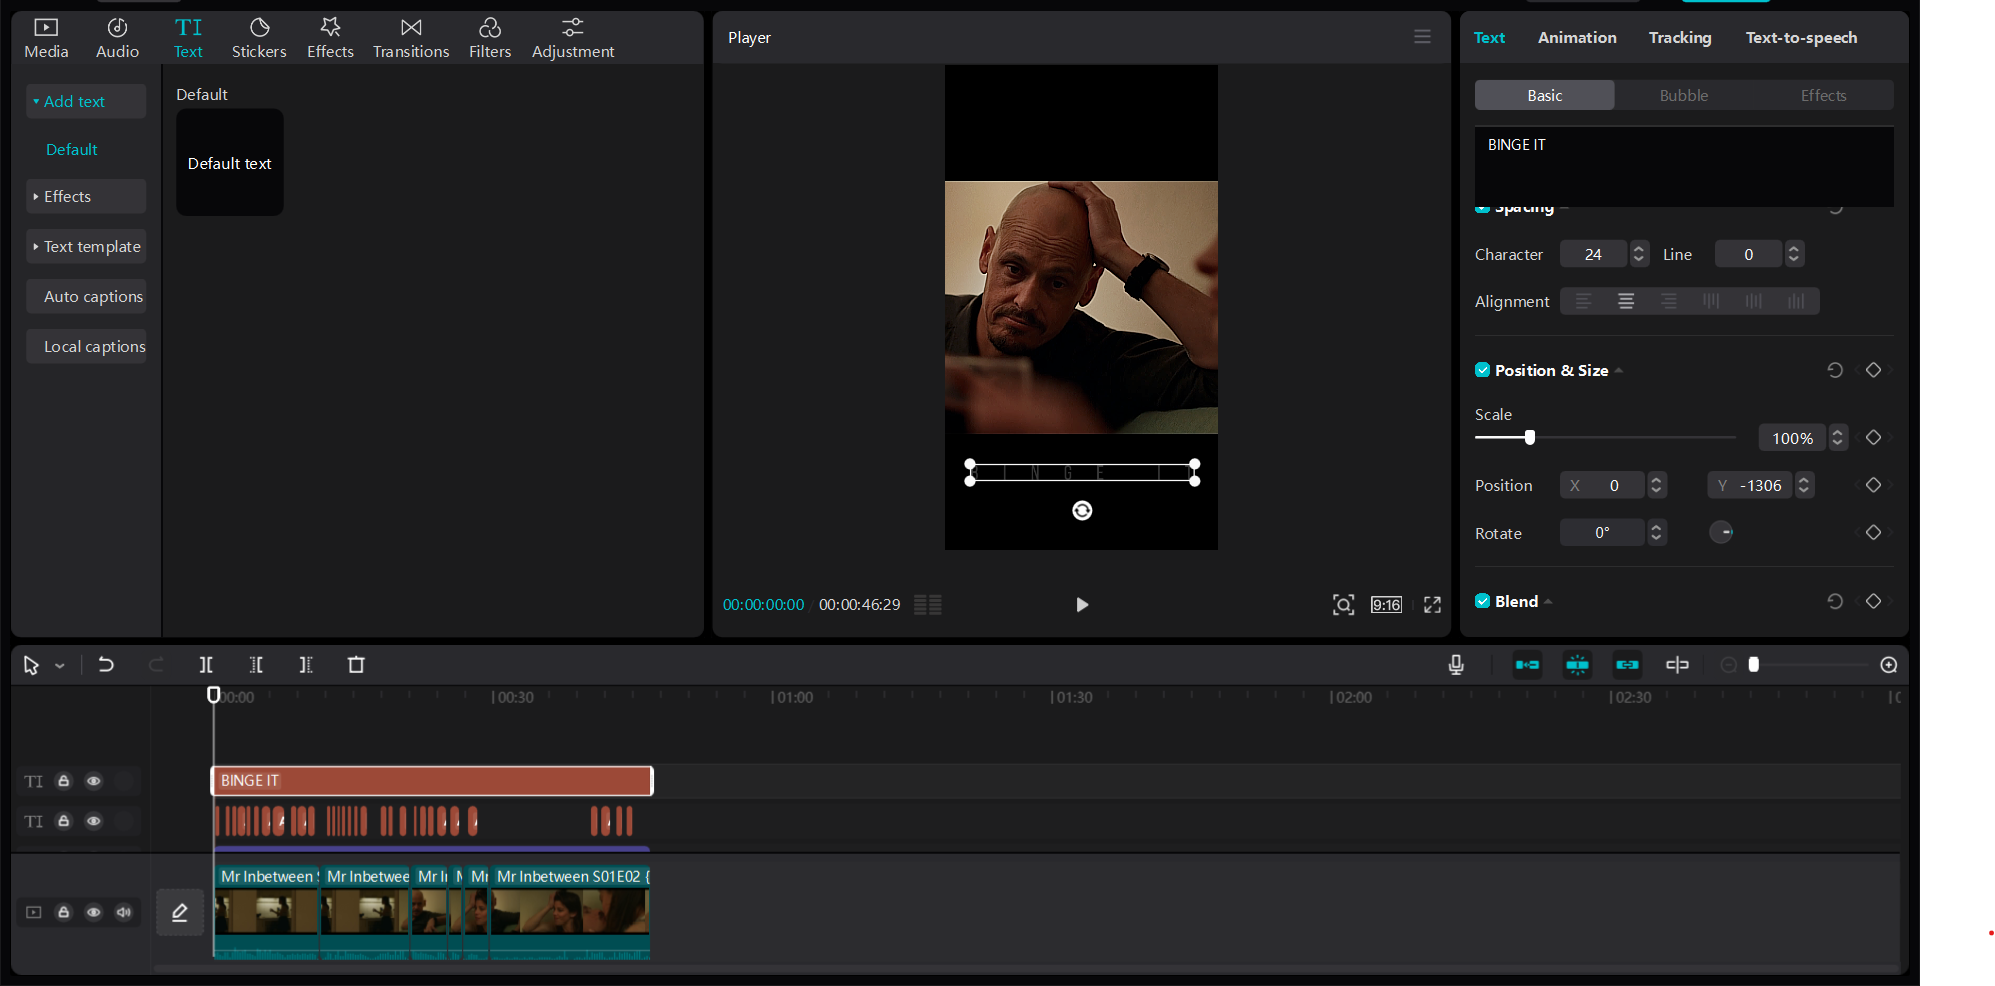 Media
Audio
TI
Text
Stickers
Effects
Transitions
Filters
Adjustment
Add text
Default
Effects
Text template
Auto captions
Local captions
Default
Default text
Player
B I N G E I
00:00:00:00 / 00:00:46:29
9:16
Text
Animation
Tracking
Text-to-speech
Basic
Bubble
Effects
BINGE IT
Spacing
Character 24 Line 0
Alignment
Position & Size
Scale
100%
Position X 0 Y -1306
Rotate 0°
Blend
00:00 00:30 01:00 01:30 02:00 02:30
TI BINGE IT
TI
Mr Inbetween Mr Inbetwee Mr I M Mr Mr Inbetween S01E02 {